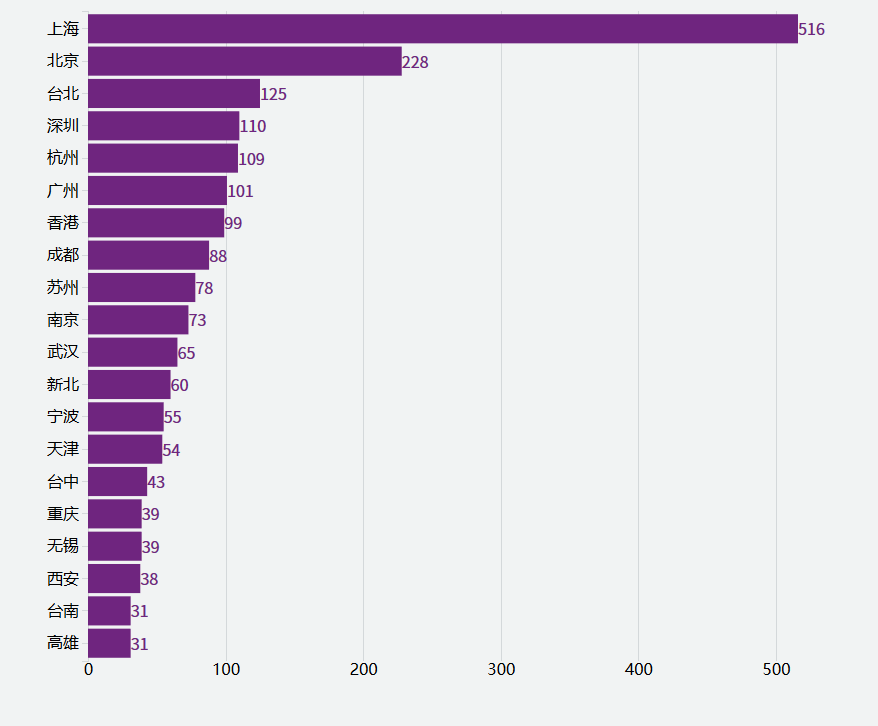 上海 516
北京 228
台北 125
深圳 110
杭州 109
广州 101
香港 99
成都 88
苏州 78
南京 73
武汉 65
新北 60
宁波 55
天津 54
台中 43
重庆 39
无锡 39
西安 38
台南 31
高雄 31
0 100 200 300 400 500